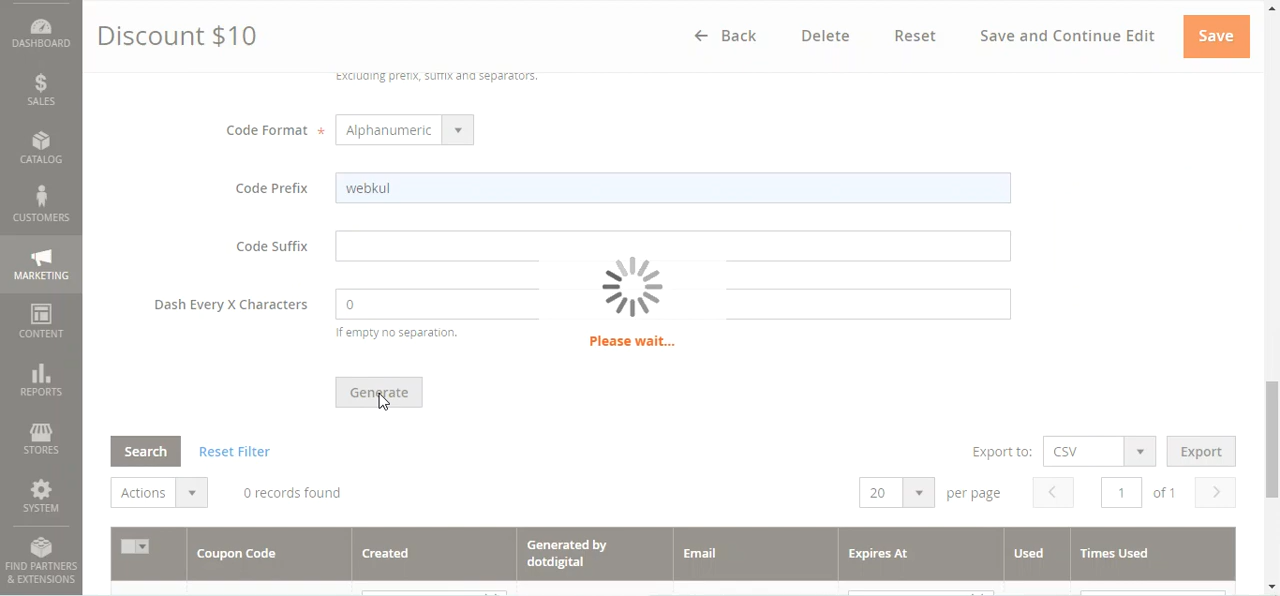 DASHBOARD
SALES
CATALOG
CUSTOMERS
MARKETING
CONTENT
REPORTS
STORES
SYSTEM
FIND PARTNERS
& EXTENSIONS
Discount $10
Back
Delete
Reset
Save and Continue Edit
Save
Excluding prefix, suffix and separators.
Code Format * Alphanumeric
Code Prefix webkul
Code Suffix
Dash Every X Characters 0
If empty no separation.
Please wait...
Generate
Search Reset Filter Export to: CSV Export
Actions 0 records found 20 per page 1 of 1
Coupon Code Created Generated by dotdigital Email Expires At Used Times Used